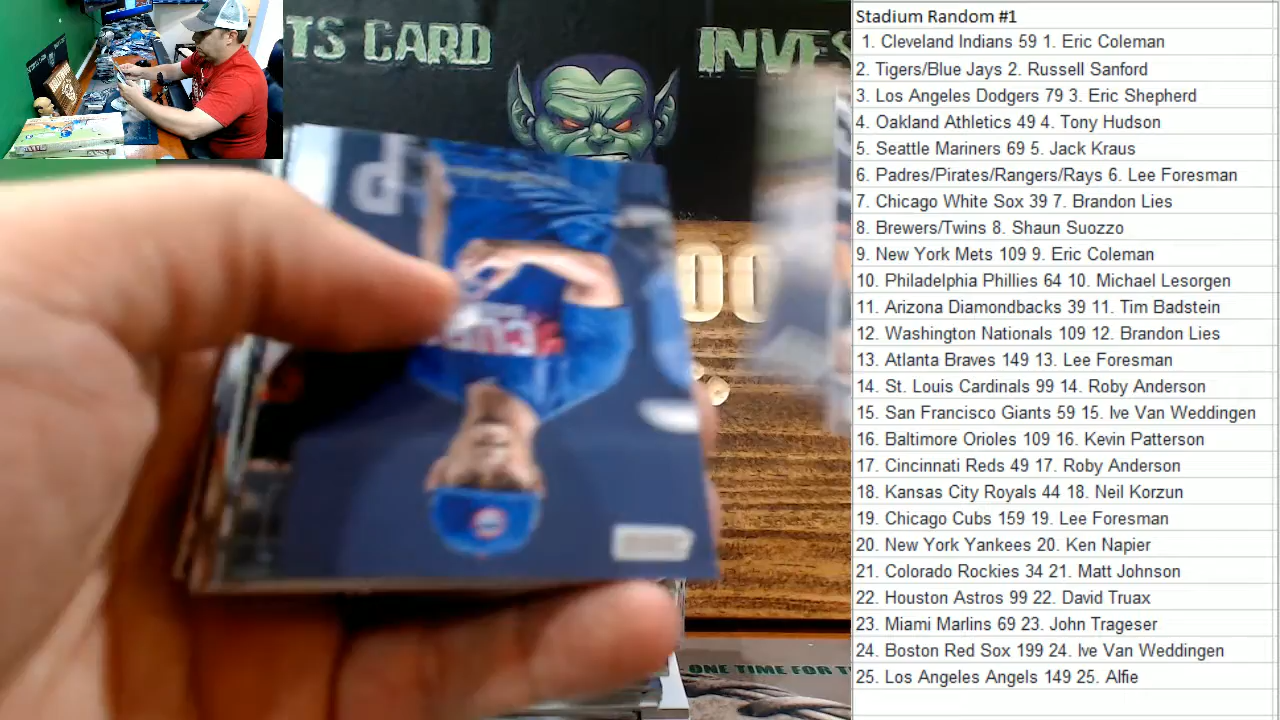 TS CARD INVES
CUBS
ONE TIME FOR T
Stadium Random #1
1. Cleveland Indians 59 1. Eric Coleman
2. Tigers/Blue Jays 2. Russell Sanford
3. Los Angeles Dodgers 79 3. Eric Shepherd
4. Oakland Athletics 49 4. Tony Hudson
5. Seattle Mariners 69 5. Jack Kraus
6. Padres/Pirates/Rangers/Rays 6. Lee Foresman
7. Chicago White Sox 39 7. Brandon Lies
8. Brewers/Twins 8. Shaun Suozzo
9. New York Mets 109 9. Eric Coleman
10. Philadelphia Phillies 64 10. Michael Lesorgen
11. Arizona Diamondbacks 39 11. Tim Badstein
12. Washington Nationals 109 12. Brandon Lies
13. Atlanta Braves 149 13. Lee Foresman
14. St. Louis Cardinals 99 14. Roby Anderson
15. San Francisco Giants 59 15. Ive Van Weddingen
16. Baltimore Orioles 109 16. Kevin Patterson
17. Cincinnati Reds 49 17. Roby Anderson
18. Kansas City Royals 44 18. Neil Korzun
19. Chicago Cubs 159 19. Lee Foresman
20. New York Yankees 20. Ken Napier
21. Colorado Rockies 34 21. Matt Johnson
22. Houston Astros 99 22. David Truax
23. Miami Marlins 69 23. John Trageser
24. Boston Red Sox 199 24. Ive Van Weddingen
25. Los Angeles Angels 149 25. Alfie